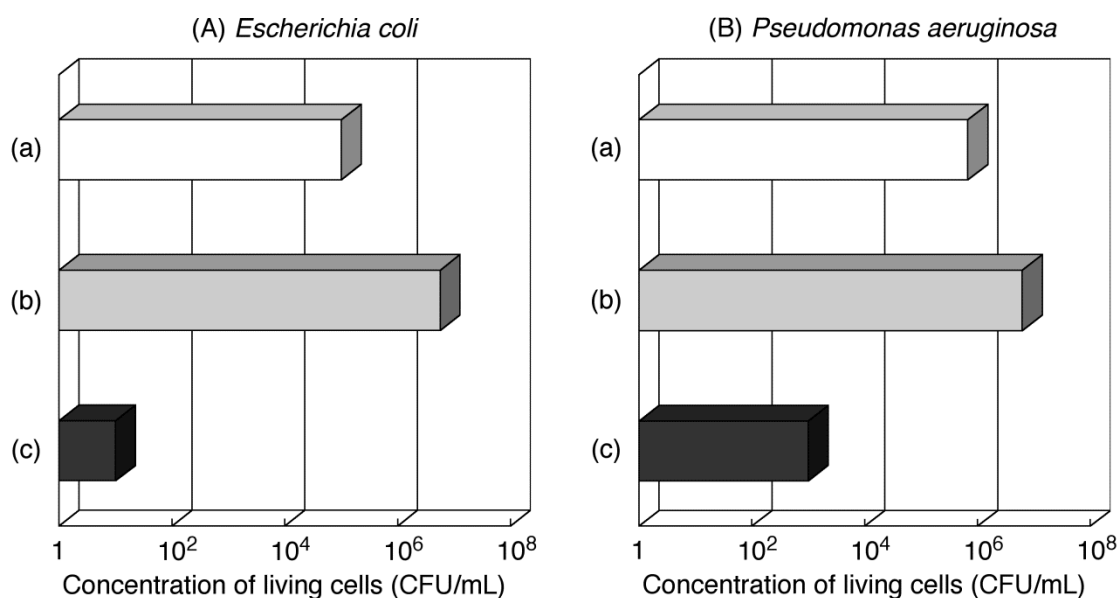 (A) Escherichia coli
(a)
(b)
(c)
1 10² 10⁴ 10⁶ 10⁸
Concentration of living cells (CFU/mL)
(B) Pseudomonas aeruginosa
(a)
(b)
(c)
1 10² 10⁴ 10⁶ 10⁸
Concentration of living cells (CFU/mL)